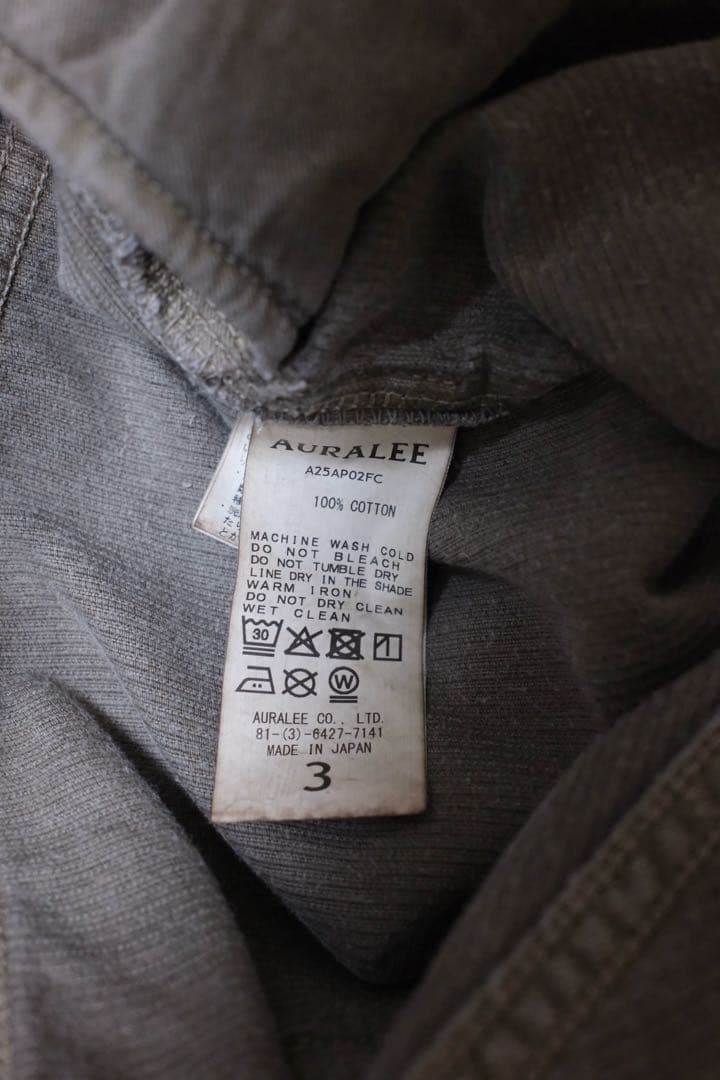 AURALEE
A25AP02FC
100% COTTON
MACHINE WASH COLD
DO NOT BLEACH
DO NOT TUMBLE DRY
LINE DRY IN THE SHADE
WARM IRON
DO NOT DRY CLEAN
WET CLEAN
30
W
AURALEE CO., LTD.
81-(3)-6427-7141
MADE IN JAPAN
3